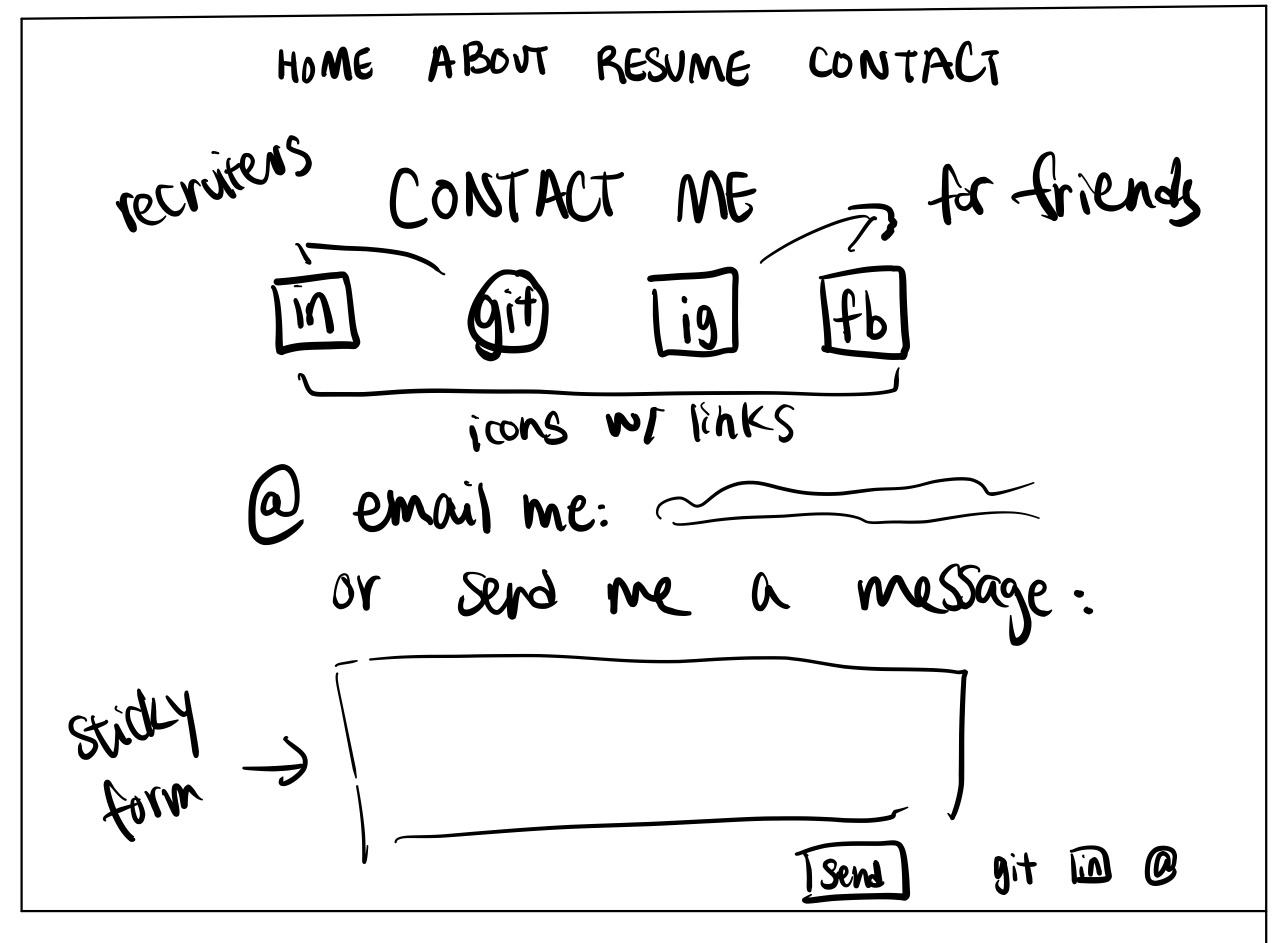 HOME ABOUT RESUME CONTACT
recruiters CONTACT ME for friends
in git ig fb
icons w/ links
@ email me:
or send me a message:
sticky
form
Send git in @